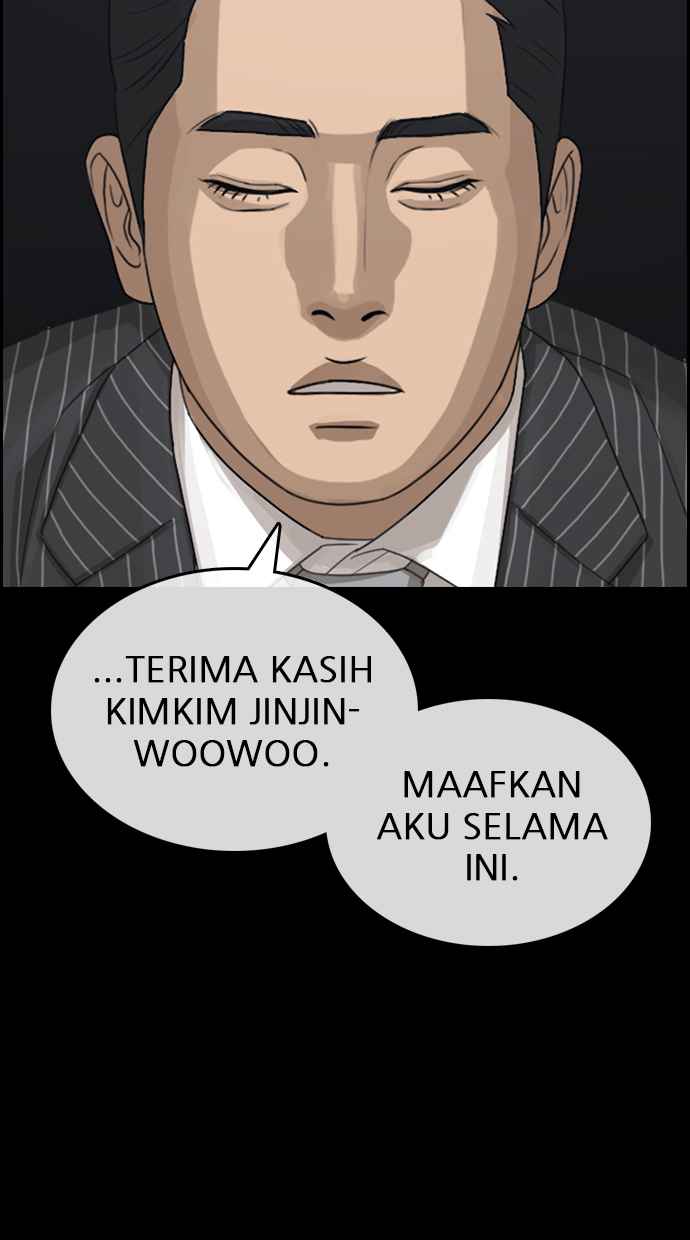 ...TERIMA KASIH
KIMKIM JINJIN-
WOOWOO.
MAAFKAN
AKU SELAMA
INI.